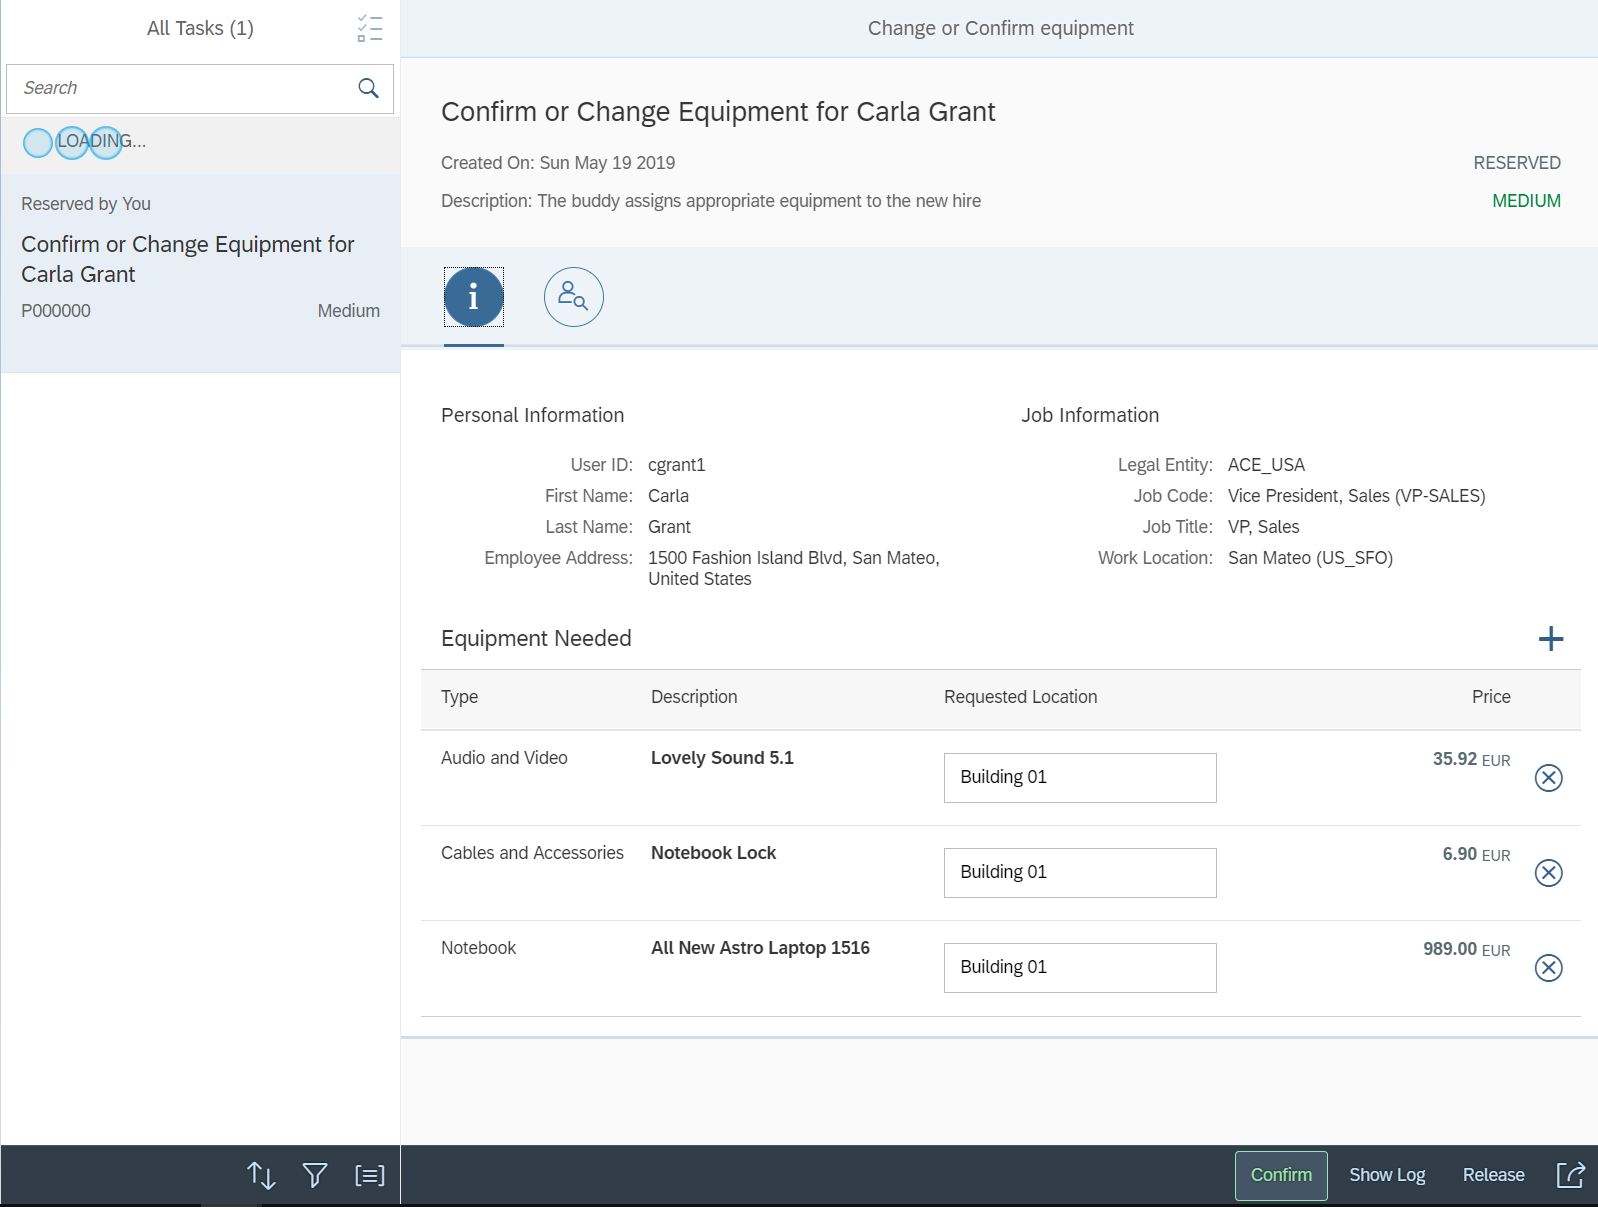 All Tasks (1)
Search
LOADING...
Reserved by You
Confirm or Change Equipment for
Carla Grant
P000000 Medium
Change or Confirm equipment
Confirm or Change Equipment for Carla Grant
Created On: Sun May 19 2019 RESERVED
Description: The buddy assigns appropriate equipment to the new hire MEDIUM
Personal Information
User ID: cgrant1
First Name: Carla
Last Name: Grant
Employee Address: 1500 Fashion Island Blvd, San Mateo,
United States
Job Information
Legal Entity: ACE_USA
Job Code: Vice President, Sales (VP-SALES)
Job Title: VP, Sales
Work Location: San Mateo (US_SFO)
Equipment Needed
Type Description Requested Location Price
Audio and Video Lovely Sound 5.1 Building 01 35.92 EUR
Cables and Accessories Notebook Lock Building 01 6.90 EUR
Notebook All New Astro Laptop 1516 Building 01 989.00 EUR
Confirm Show Log Release